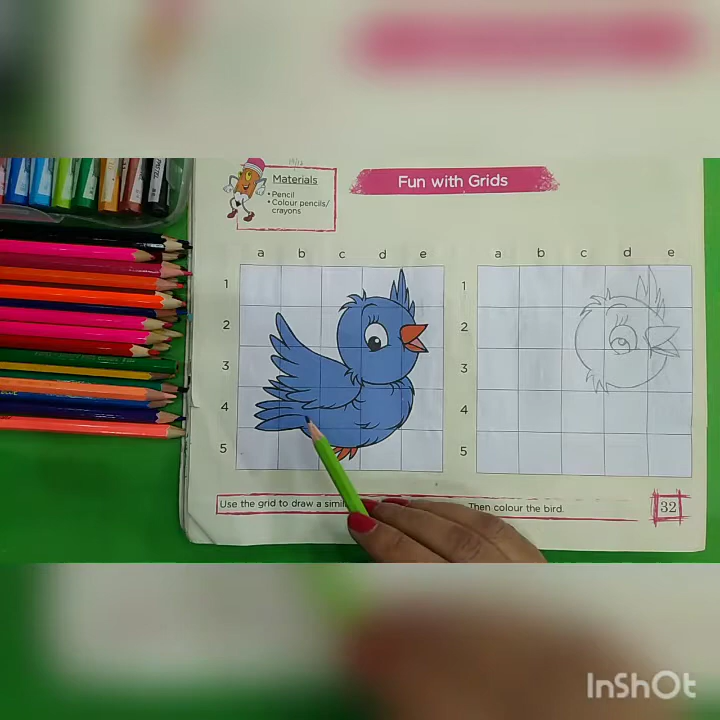 Materials
• Pencil
• Colour pencils/
crayons
Fun with Grids
a b c d e
1
2
3
4
5
a b c d e
1
2
3
4
5
Use the grid to draw a
Then colour the bird.
32
InShOt